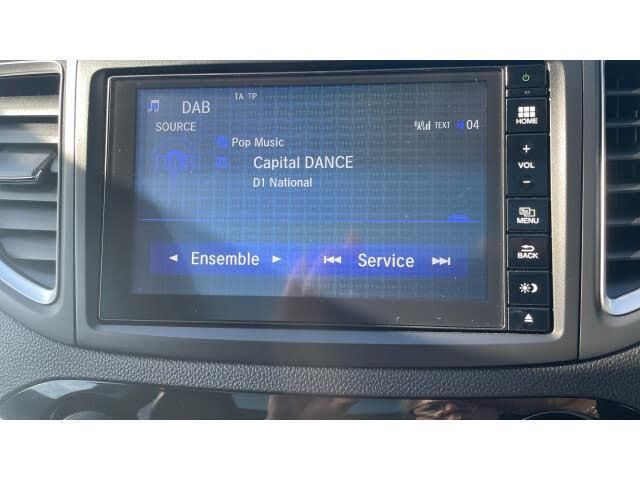 TA TP
DAB
SOURCE
TEXT 04
Pop Music
Capital DANCE
D1 National
Ensemble
Service
HOME
+
VOL
−
MENU
BACK